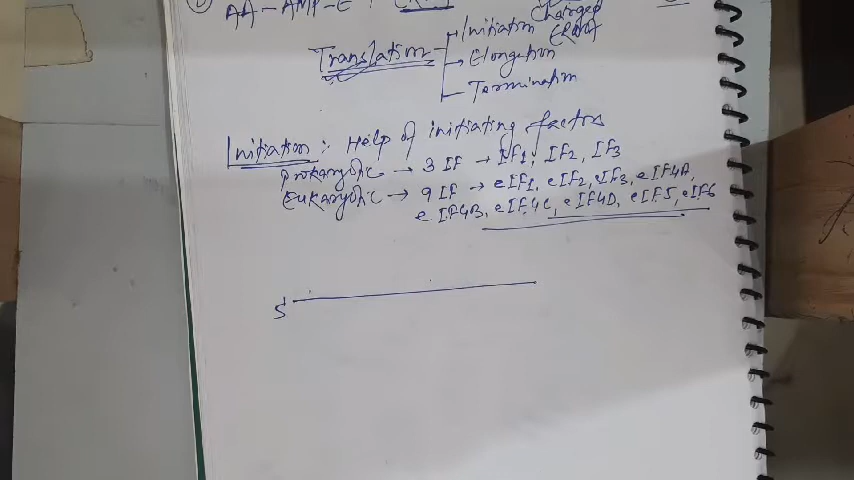 AA - AMP - E
Charged
tRNA
Translation
Initiation
Elongation
Termination
Initiation : Help of initiating factors
Prokaryotic → 3 IF → IF1, IF2, IF3
Eukaryotic → 9 IF → eIF1, eIF2, eIF3, eIF4A,
eIF4B, eIF4C, eIF4D, eIF5, eIF6
5'